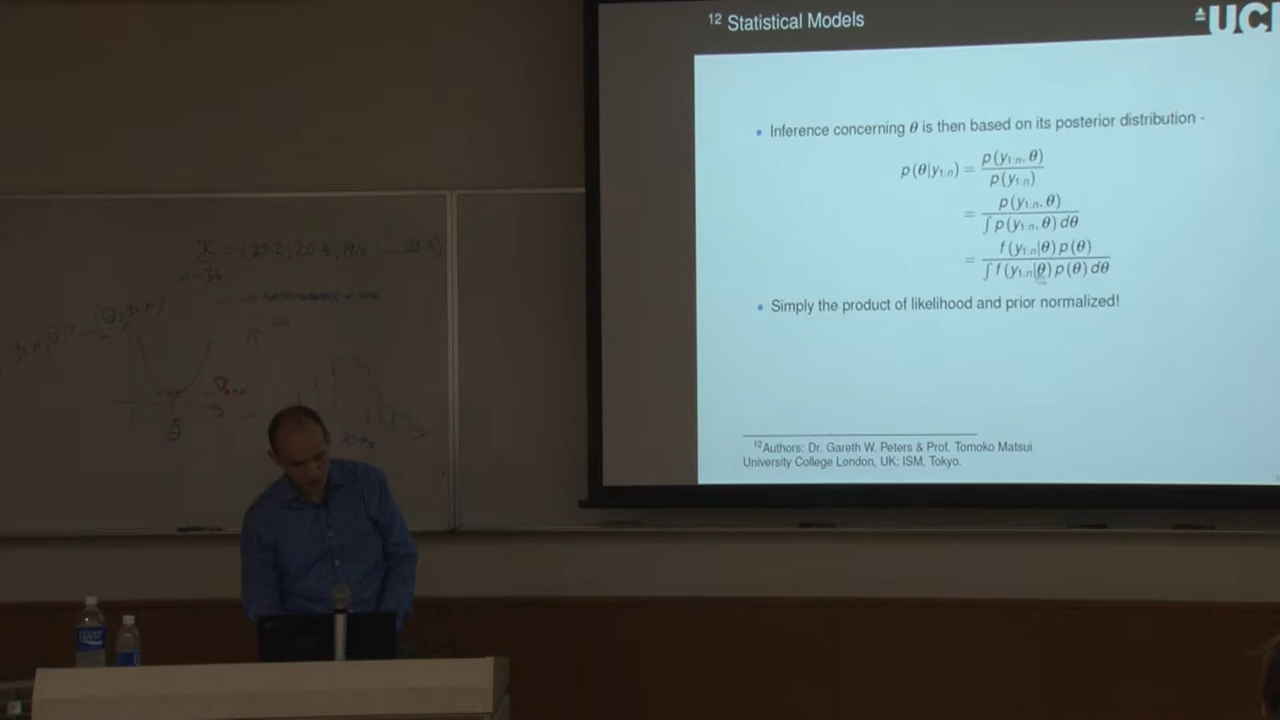 12 Statistical Models
UCL
• Inference concerning θ is then based on its posterior distribution -
p(θ|y1:n) = p(y1:n, θ) / p(y1:n)
= p(y1:n, θ) / ∫ p(y1:n, θ) dθ
= f(y1:n|θ) p(θ) / ∫ f(y1:n|θ) p(θ) dθ
• Simply the product of likelihood and prior normalized!
12Authors: Dr. Gareth W. Peters & Prof. Tomoko Matsui
University College London, UK; ISM, Tokyo.
n=36
θ̂